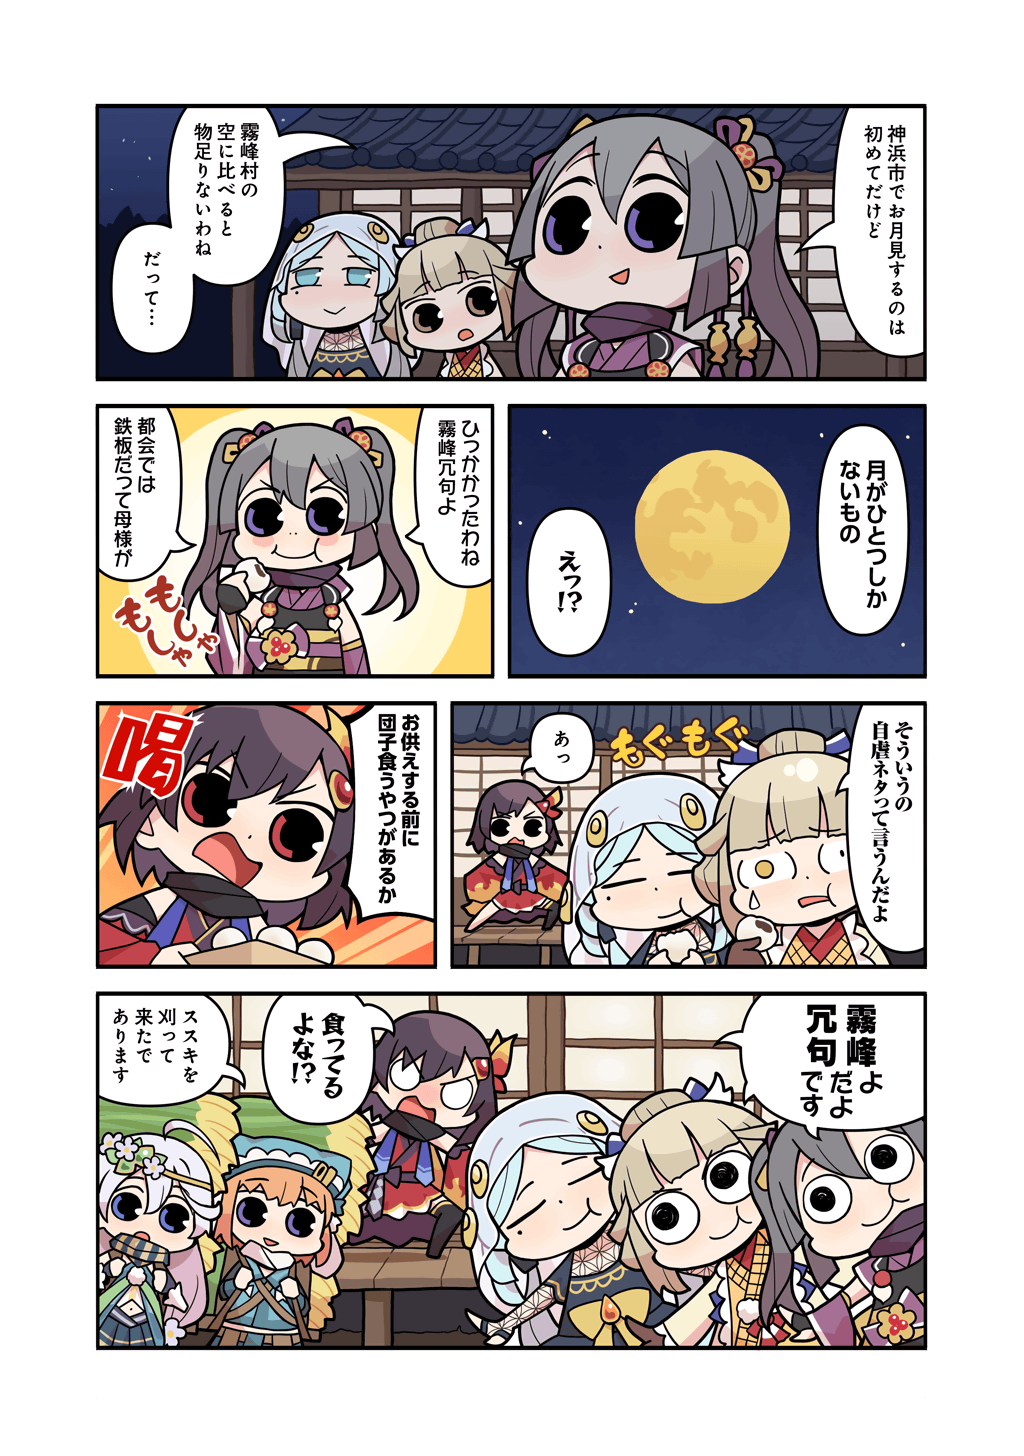 神浜市でお月見するのは
初めてだけど
霧峰村の
空に比べると
物足りないわね
だって…
月がひとつしか
ないもの
えっ!?
ひっかかったわね
霧峰冗句よ
都会では
鉄板だって母様が
もしゃ
もしゃ
そういうの
自虐ネタって言うんだよ
もぐもぐ
あっ
お供えする前に
団子食うやつがあるか
喝
霧峰よ
冗句だよ
です
食ってる
よな!?
ススキを
刈って
来たで
あります